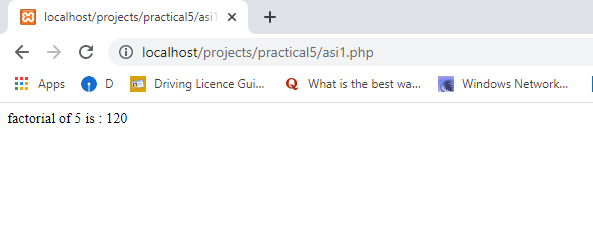 localhost/projects/practical5/asi1
localhost/projects/practical5/asi1.php
Apps D Driving Licence Gui... What is the best wa... Windows Network...
factorial of 5 is : 120